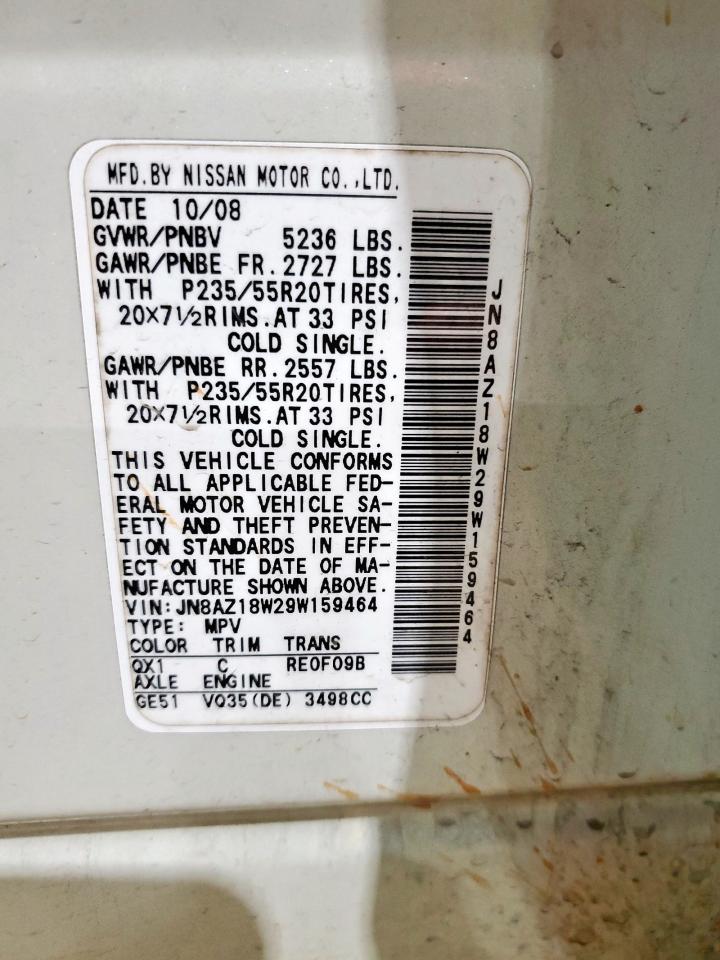 MFD.BY NISSAN MOTOR CO.,LTD.
DATE 10/08
GVWR/PNBV 5236 LBS.
GAWR/PNBE FR.2727 LBS.
WITH P235/55R20TIRES,
20×7½RIMS.AT 33 PSI
COLD SINGLE.
GAWR/PNBE RR.2557 LBS.
WITH P235/55R20TIRES,
20×7½RIMS.AT 33 PSI
COLD SINGLE.
THIS VEHICLE CONFORMS
TO ALL APPLICABLE FED-
ERAL MOTOR VEHICLE SA-
FETY AND THEFT PREVEN-
TION STANDARDS IN EFF-
ECT ON THE DATE OF MA-
NUFACTURE SHOWN ABOVE.
VIN:JN8AZ18W29W159464
TYPE: MPV
COLOR TRIM TRANS
QX1 C RE0F09B
AXLE ENGINE
GE51 VQ35(DE) 3498CC
JN8AZ18W29W159464